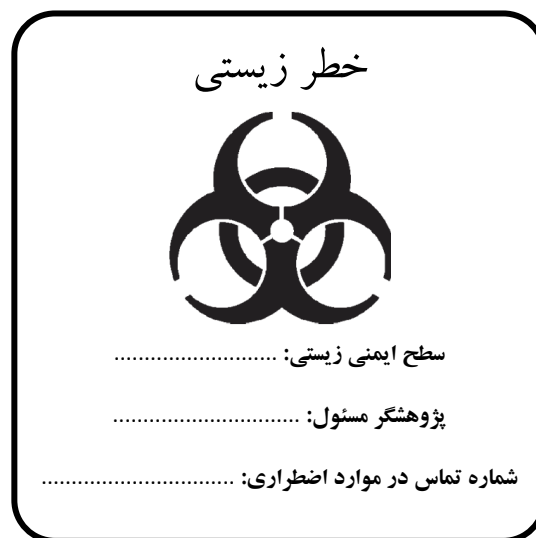 خطر زیستی
سطح ایمنی زیستی: ...........................
پژوهشگر مسئول: ...............................
شماره تماس در موارد اضطراری: ................................